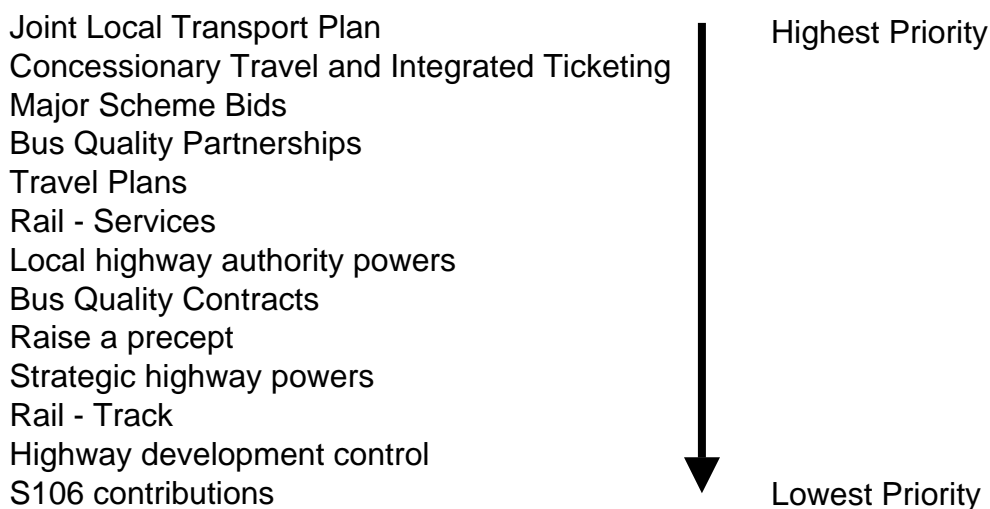 Joint Local Transport Plan
Highest Priority
Concessionary Travel and Integrated Ticketing
Major Scheme Bids
Bus Quality Partnerships
Travel Plans
Rail - Services
Local highway authority powers
Bus Quality Contracts
Raise a precept
Strategic highway powers
Rail - Track
Highway development control
S106 contributions
Lowest Priority